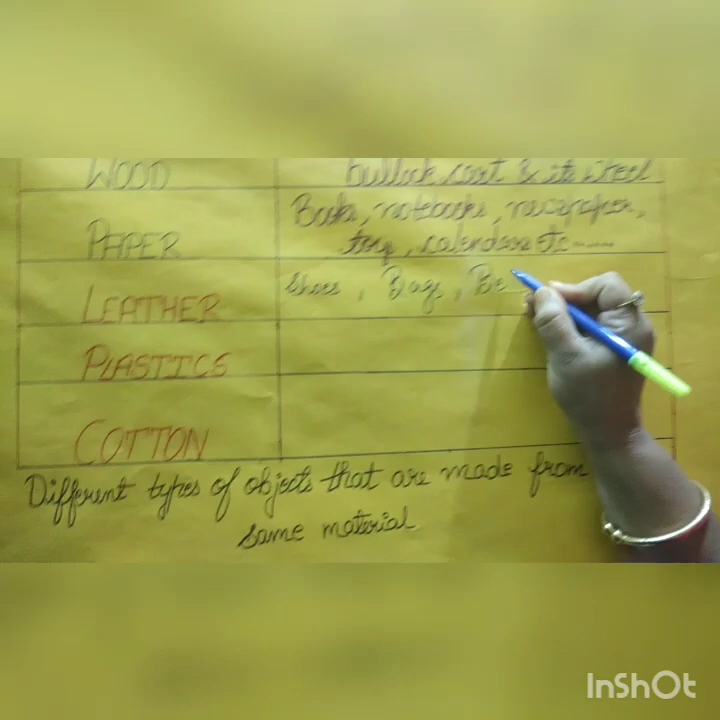 WOOD bullock cart & its wheel
Books, notebooks, newspaper,
PAPER toys, calendars etc......
LEATHER Shoes, Bags, Be
PLASTICS
COTTON
Different types of objects that are made from
same material
InShOt